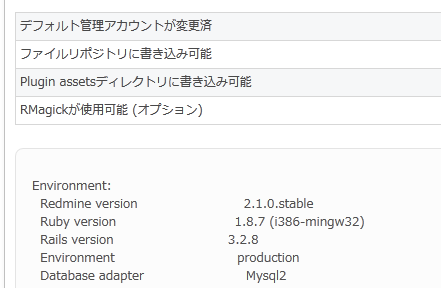 デフォルト管理アカウントが変更済
ファイルリポジトリに書き込み可能
Plugin assetsディレクトリに書き込み可能
RMagickが使用可能 (オプション)
Environment:
Redmine version 2.1.0.stable
Ruby version 1.8.7 (i386-mingw32)
Rails version 3.2.8
Environment production
Database adapter Mysql2